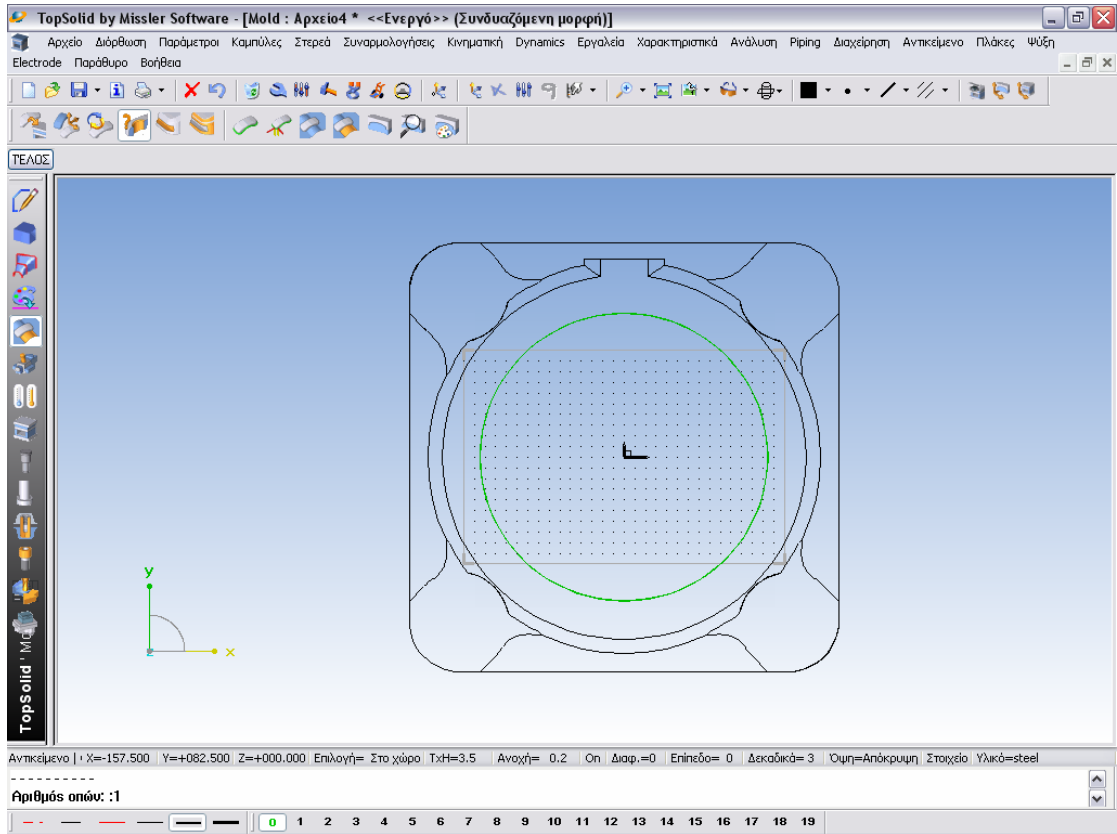 TopSolid by Missler Software - [Mold : Αρχείο4 * <<Ενεργό>> (Συνδυαζόμενη μορφή)]
Αρχείο Διόρθωση Παράμετροι Καμπύλες Στερεά Συναρμολογήσεις Κινηματική Dynamics Εργαλεία Χαρακτηριστικά Ανάλυση Piping Διαχείρηση Αντικείμενο Πλάκες Ψύξη
Electrode Παράθυρο Βοήθεια
ΤΕΛΟΣ
y
z x
TopSolid ' Mo
Αντικείμενο | X=-157.500 Y=+082.500 Z=+000.000 Επιλογή= Στο χώρο TxH=3.5 Ανοχή= 0.2 On Διαφ.=0 Επίπεδο= 0 Δεκαδικά= 3 Όψη=Απόκρυψη Στοιχείο Υλικό=steel
----------
Αριθμός οπών: :1
0 1 2 3 4 5 6 7 8 9 10 11 12 13 14 15 16 17 18 19